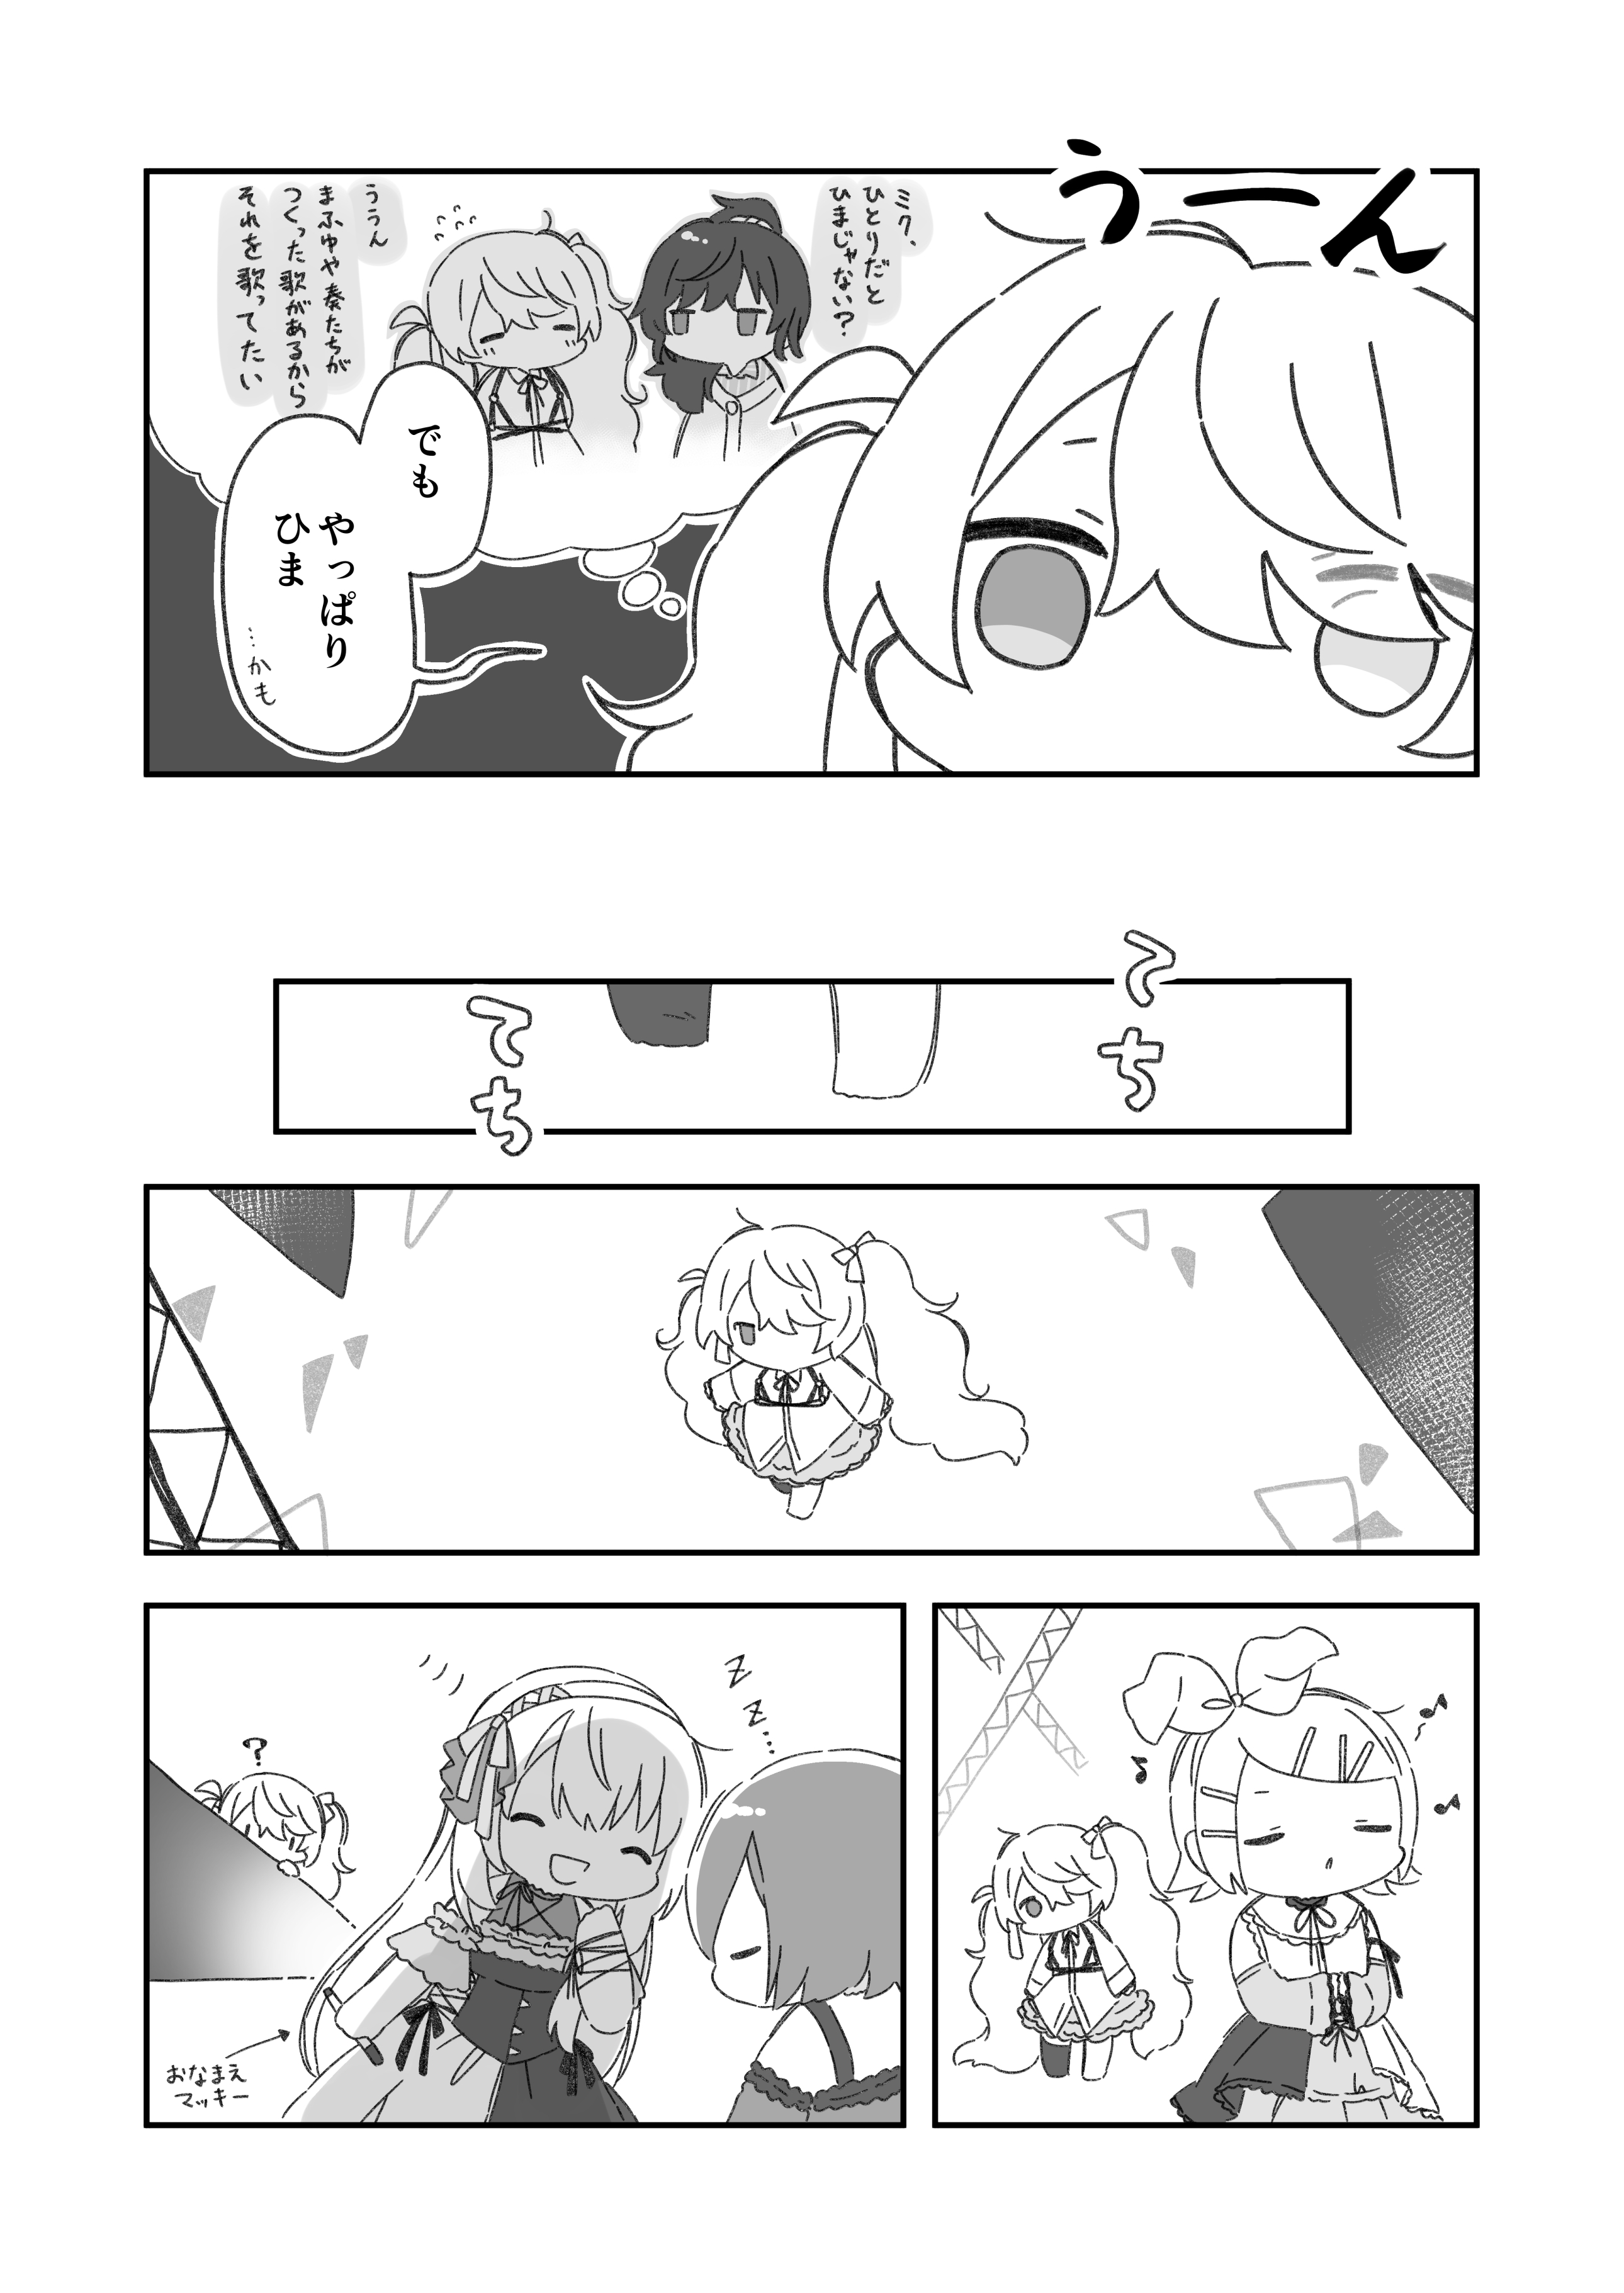 うーん
ミク、
ひとりだと
ひまじゃない?
ううん
まふゆや奏たちが
つくった歌があるから
それを歌ってたい
でも
やっぱり
ひま
…かも
てち
てち
z
z…
?
おなまえ
マッキー